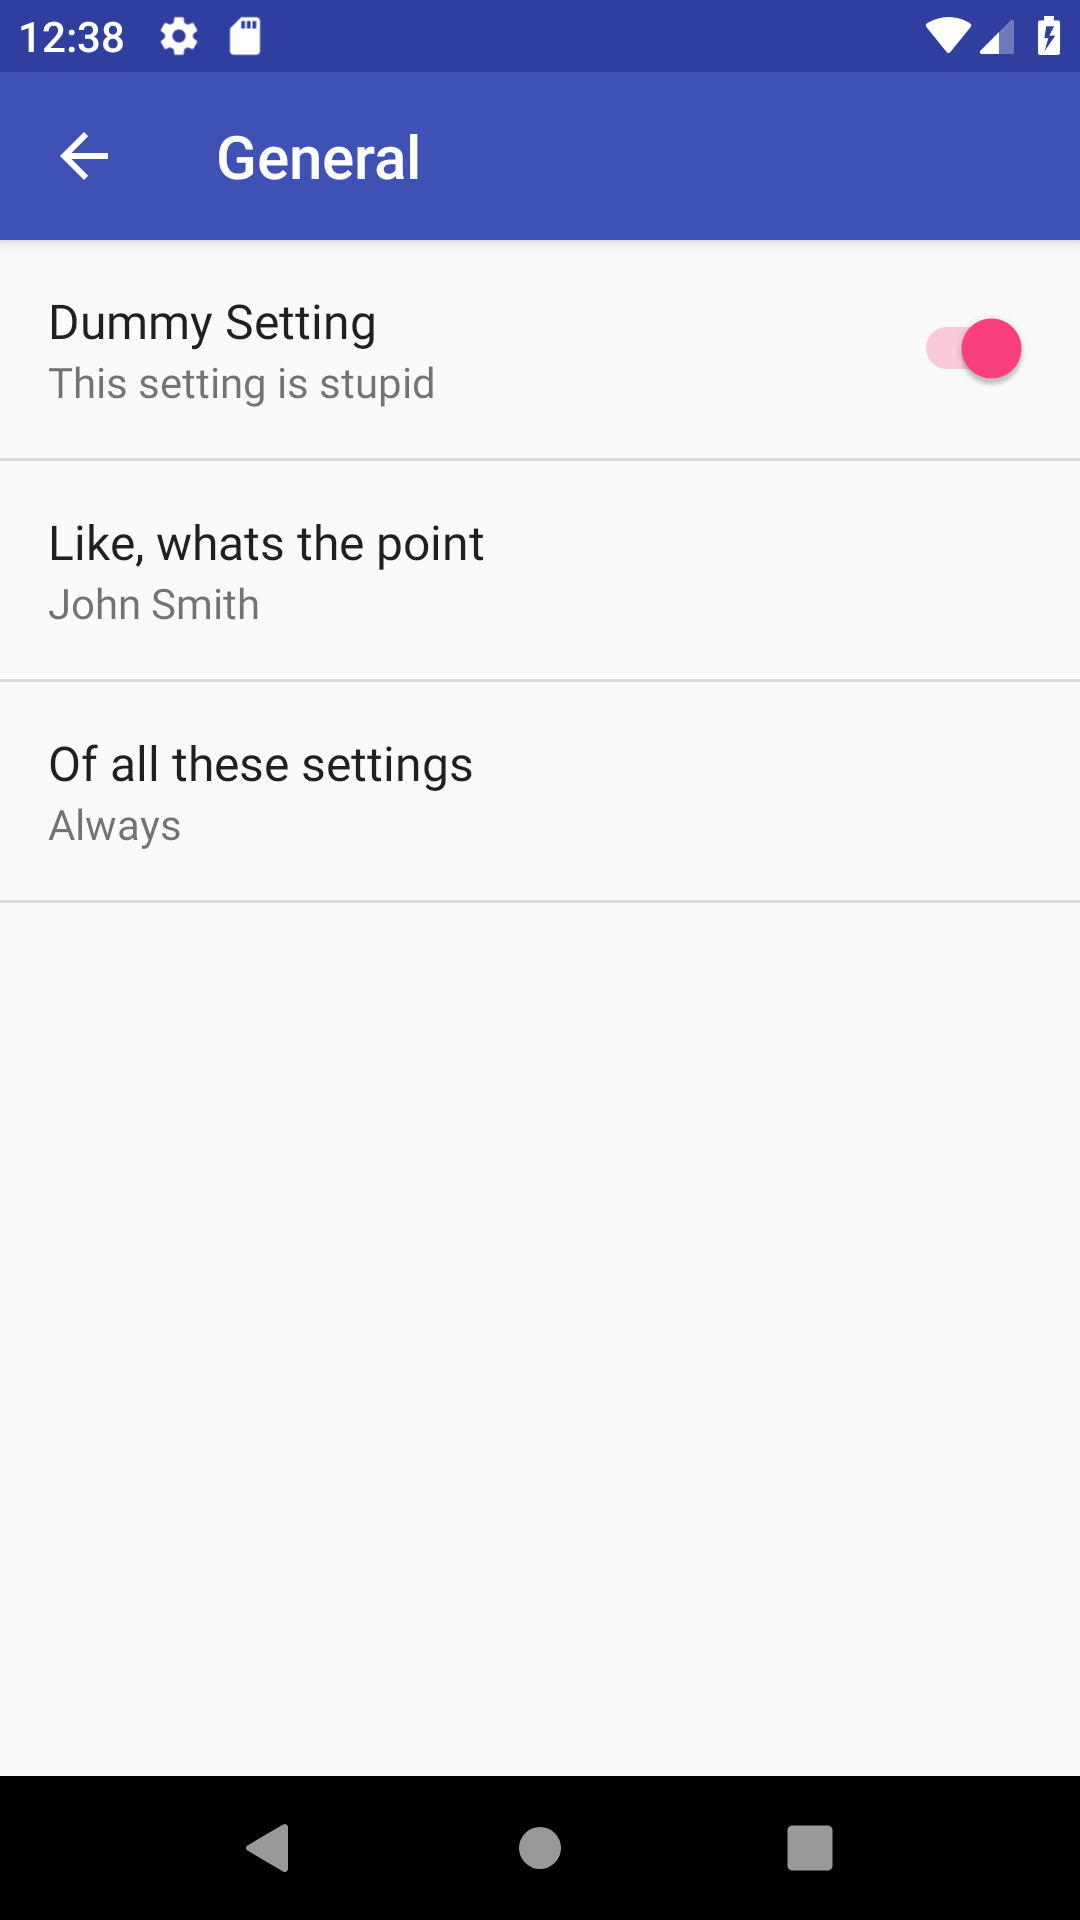 12:38
General
Dummy Setting
This setting is stupid
Like, whats the point
John Smith
Of all these settings
Always